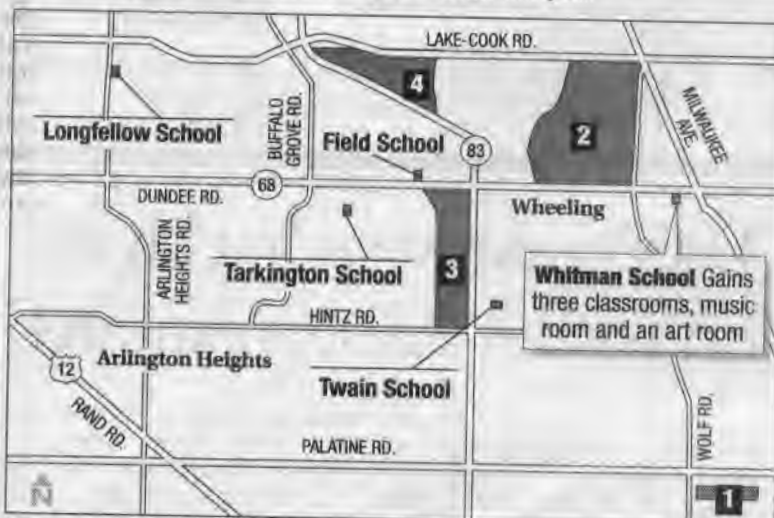 LAKE-COOK RD.
4
MILWAUKEE
AVE.
Longfellow School
BUFFALO
GROVE RD.
Field School
83
2
68
DUNDEE RD.
Wheeling
ARLINGTON
HEIGHTS RD.
Tarkington School
3
Whitman School Gains
three classrooms, music
room and an art room
HINTZ RD.
Arlington Heights
12
Twain School
RAND RD.
PALATINE RD.
WOLF RD.
N
1